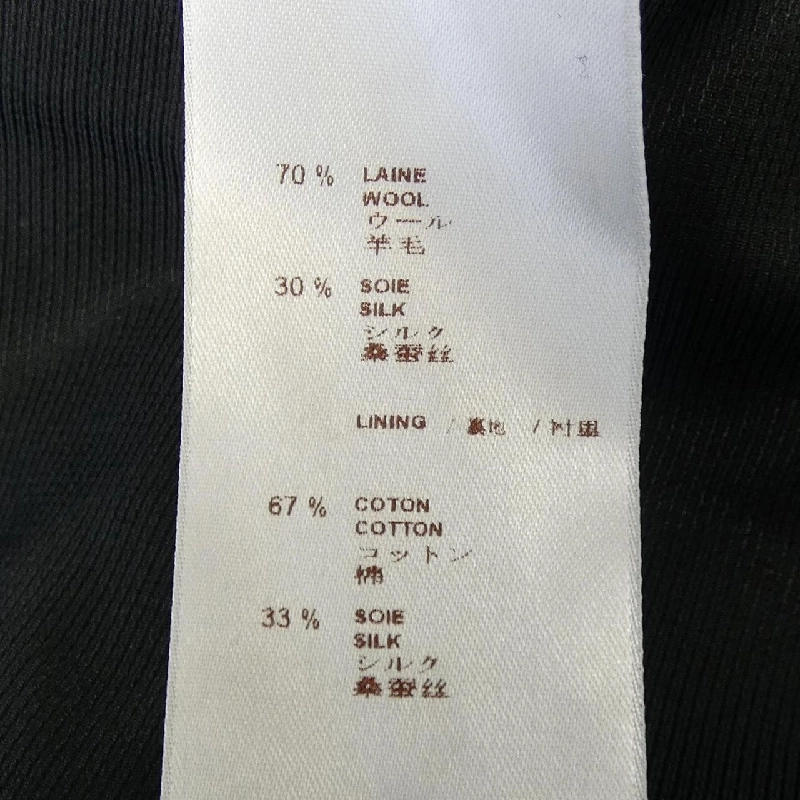 70 % LAINE
WOOL
ウール
羊毛
30 % SOIE
SILK
シルク
桑蚕丝
LINING / 裏地 / 衬里
67 % COTON
COTTON
コットン
棉
33 % SOIE
SILK
シルク
桑蚕丝